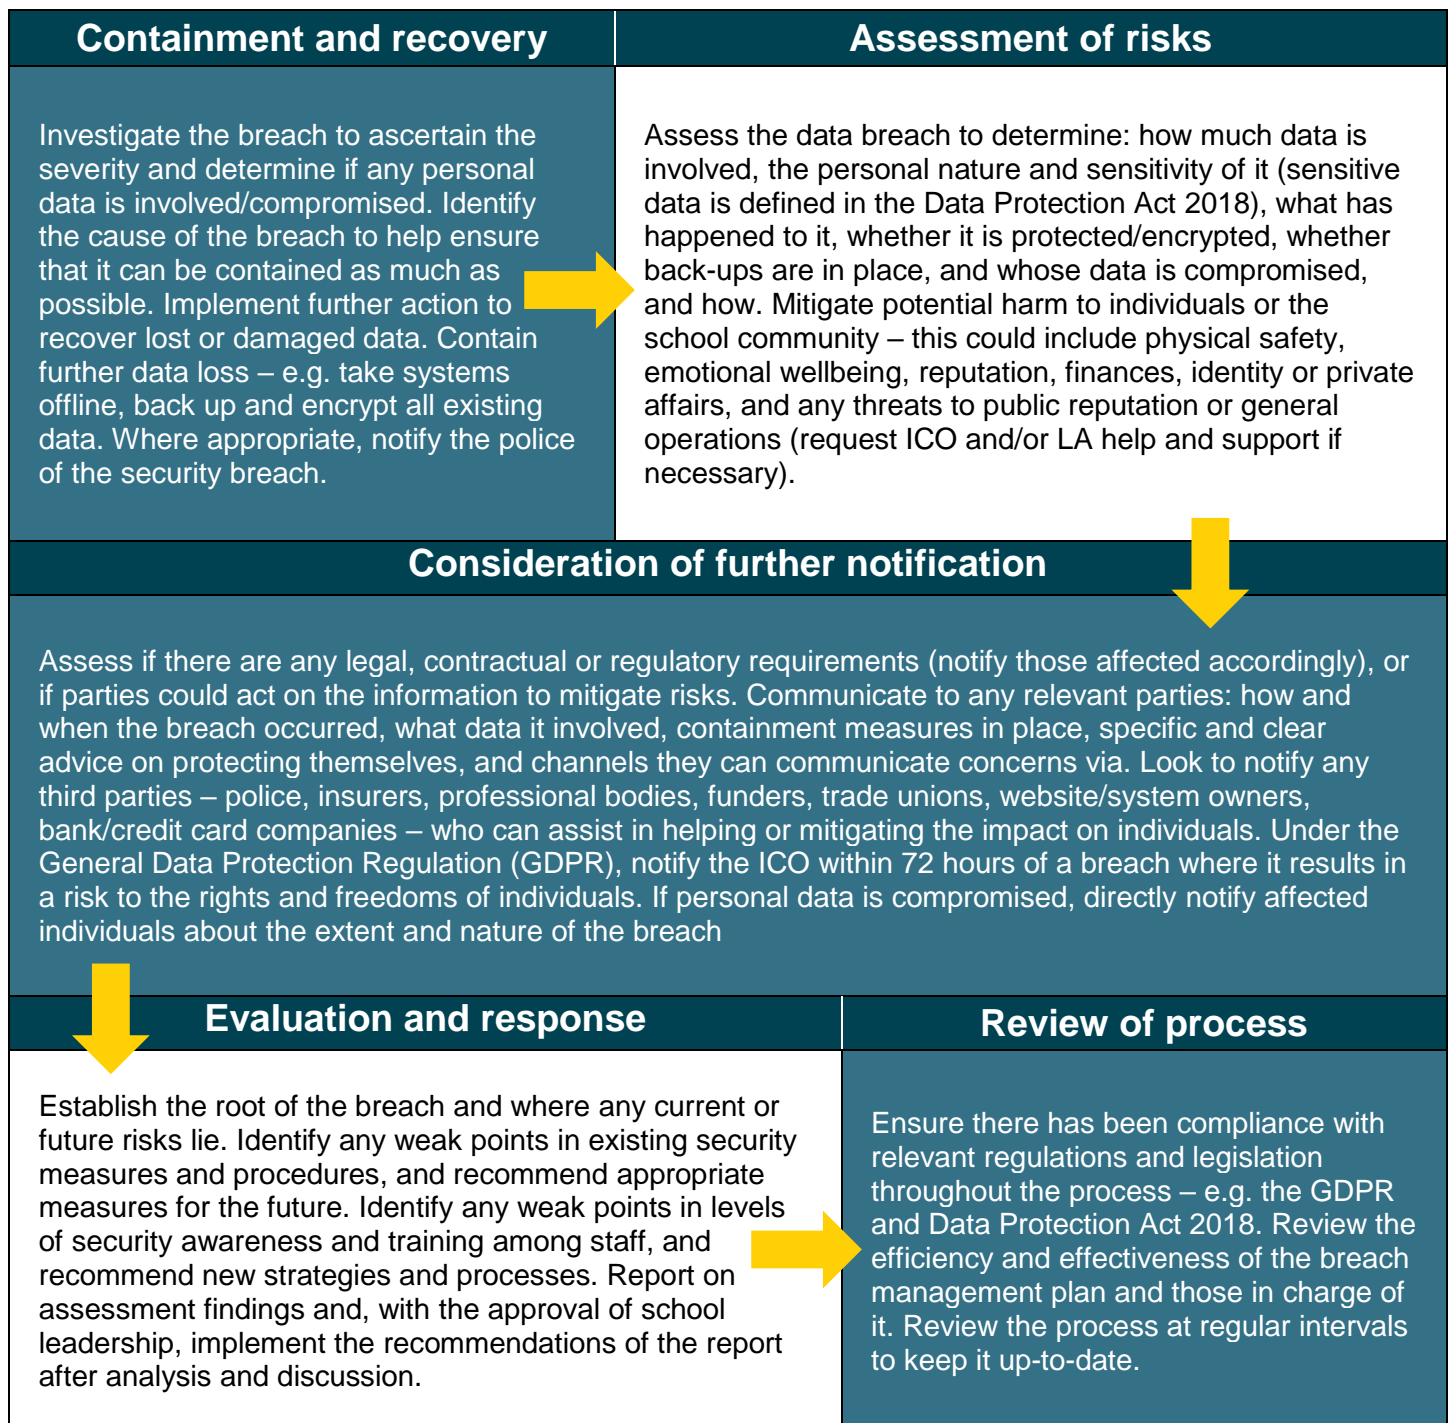 Containment and recovery
Investigate the breach to ascertain the
severity and determine if any personal
data is involved/compromised. Identify
the cause of the breach to help ensure
that it can be contained as much as
possible. Implement further action to
recover lost or damaged data. Contain
further data loss – e.g. take systems
offline, back up and encrypt all existing
data. Where appropriate, notify the police
of the security breach.
Assessment of risks
Assess the data breach to determine: how much data is
involved, the personal nature and sensitivity of it (sensitive
data is defined in the Data Protection Act 2018), what has
happened to it, whether it is protected/encrypted, whether
back-ups are in place, and whose data is compromised,
and how. Mitigate potential harm to individuals or the
school community – this could include physical safety,
emotional wellbeing, reputation, finances, identity or private
affairs, and any threats to public reputation or general
operations (request ICO and/or LA help and support if
necessary).
Consideration of further notification
Assess if there are any legal, contractual or regulatory requirements (notify those affected accordingly), or
if parties could act on the information to mitigate risks. Communicate to any relevant parties: how and
when the breach occurred, what data it involved, containment measures in place, specific and clear
advice on protecting themselves, and channels they can communicate concerns via. Look to notify any
third parties – police, insurers, professional bodies, funders, trade unions, website/system owners,
bank/credit card companies – who can assist in helping or mitigating the impact on individuals. Under the
General Data Protection Regulation (GDPR), notify the ICO within 72 hours of a breach where it results in
a risk to the rights and freedoms of individuals. If personal data is compromised, directly notify affected
individuals about the extent and nature of the breach
Evaluation and response
Establish the root of the breach and where any current or
future risks lie. Identify any weak points in existing security
measures and procedures, and recommend appropriate
measures for the future. Identify any weak points in levels
of security awareness and training among staff, and
recommend new strategies and processes. Report on
assessment findings and, with the approval of school
leadership, implement the recommendations of the report
after analysis and discussion.
Review of process
Ensure there has been compliance with
relevant regulations and legislation
throughout the process – e.g. the GDPR
and Data Protection Act 2018. Review the
efficiency and effectiveness of the breach
management plan and those in charge of
it. Review the process at regular intervals
to keep it up-to-date.